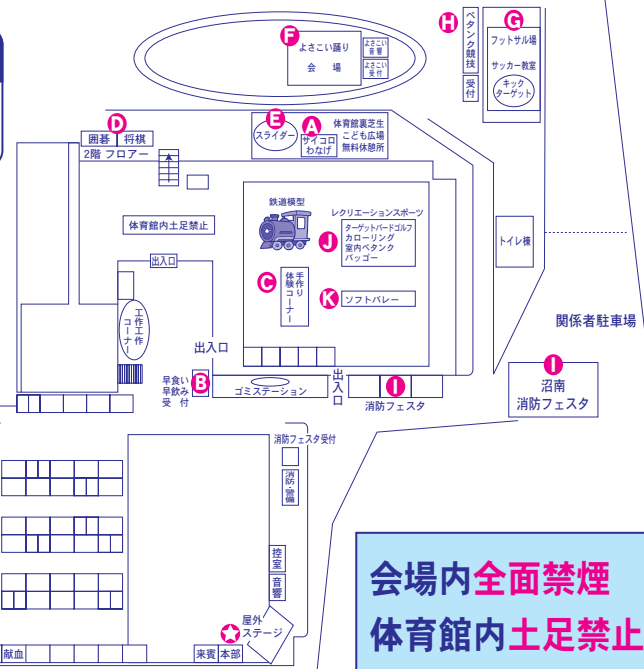 F
よさこい踊り
会 場
よさこい
音響
よさこい
受付
H
ペタンク競技
受付
G
フットサル場
サッカー教室
キック
ターゲット
D
囲碁 将棋
2階 フロアー
E
スライダー
A
サイコロ
わなげ
体育館裏芝生
こども広場
無料休憩所
体育館内土足禁止
出入口
工作工作
コーナー
鉄道模型
レクリエーションスポーツ
J
ターゲットバードゴルフ
カローリング
室内ペタンク
バッゴー
C
手作り
体験コーナー
K
ソフトバレー
トイレ棟
関係者駐車場
出入口
早食い
早飲み
受 付
B
ゴミステーション
出入口
I
消防フェスタ
I
沼南
消防フェスタ
消防フェスタ受付
消防・警備
控室
音響
屋外
ステージ
献血
来賓 本部
会場内全面禁煙
体育館内土足禁止